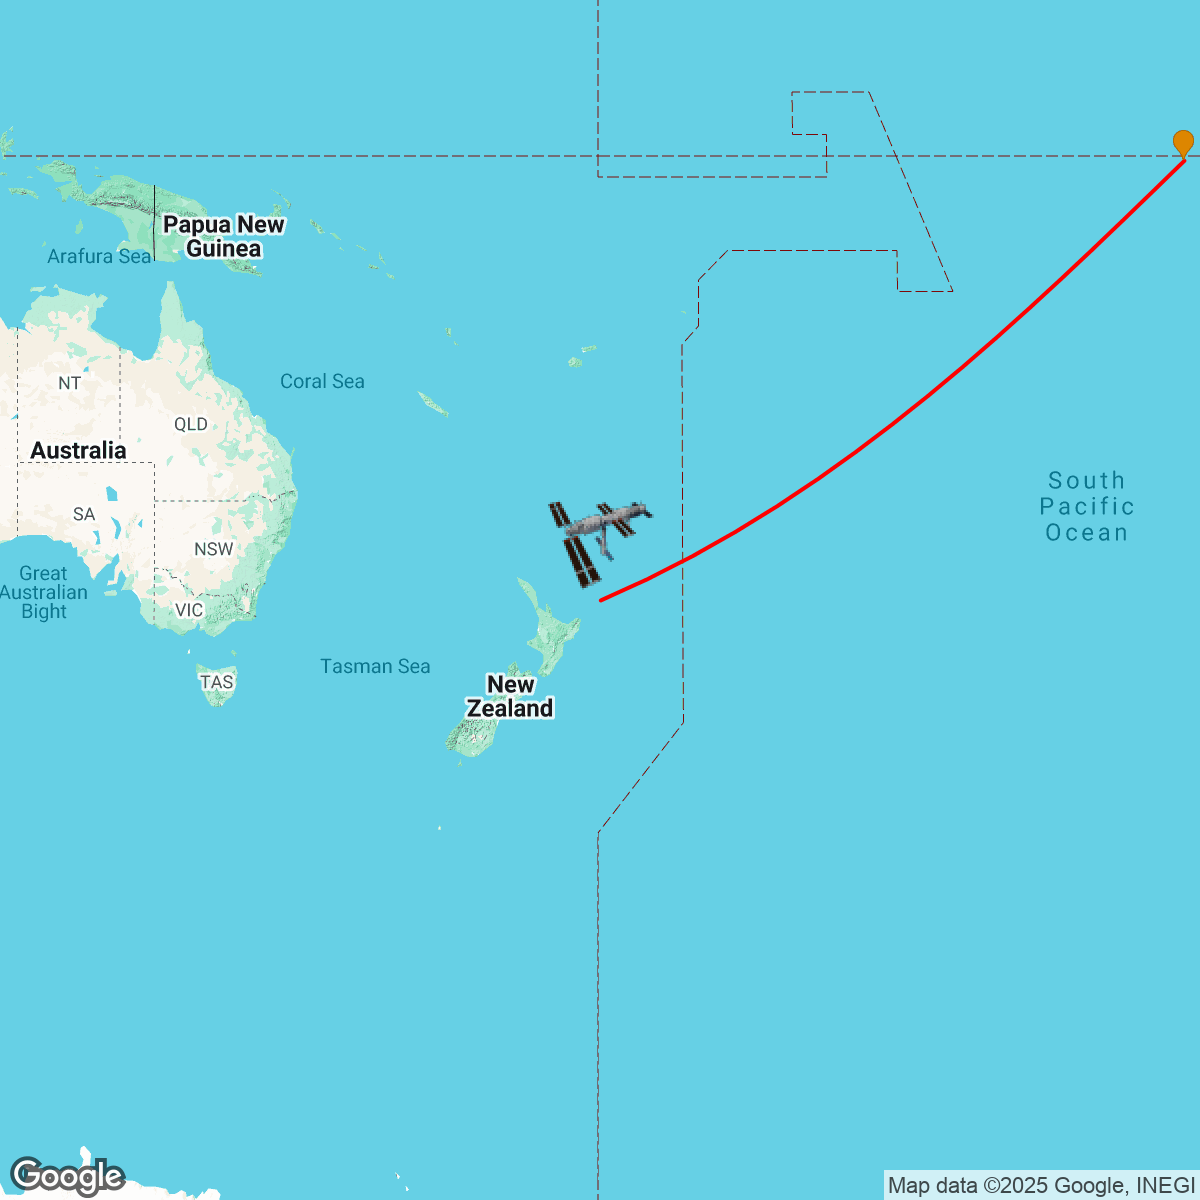 Papua New
Guinea
Arafura Sea
Coral Sea
NT
QLD
Australia
South
Pacific
Ocean
SA
NSW
Great
Australian
Bight
VIC
Tasman Sea
TAS
New
Zealand
Google
Map data ©2025 Google, INEGI